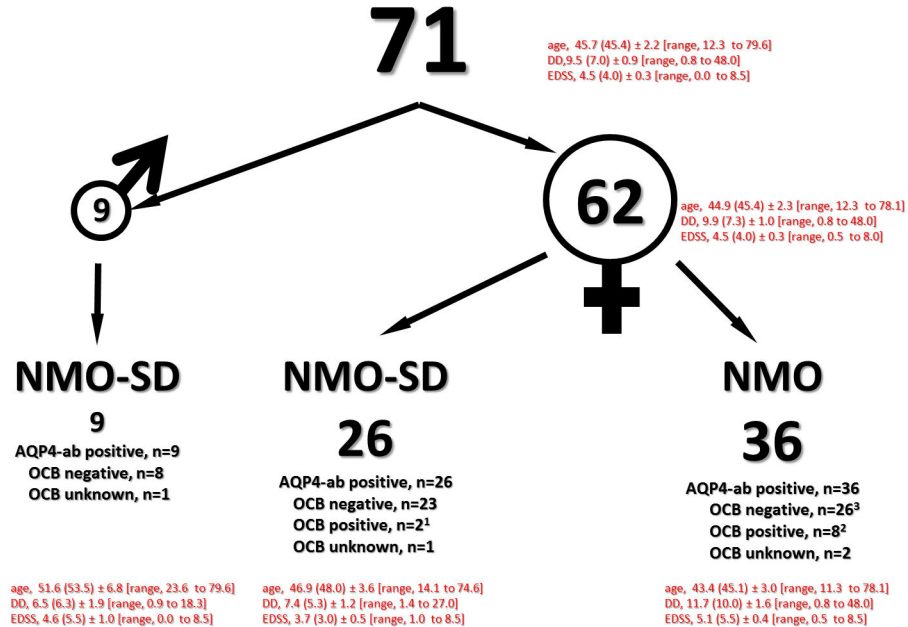 71
age, 45.7 (45.4) ± 2.2 [range, 12.3 to 79.6]
DD,9.5 (7.0) ± 0.9 [range, 0.8 to 48.0]
EDSS, 4.5 (4.0) ± 0.3 [range, 0.0 to 8.5]
9
62
age, 44.9 (45.4) ± 2.3 [range, 12.3 to 78.1]
DD, 9.9 (7.3) ± 1.0 [range, 0.8 to 48.0]
EDSS, 4.5 (4.0) ± 0.3 [range, 0.5 to 8.0]
NMO-SD
9
AQP4-ab positive, n=9
OCB negative, n=8
OCB unknown, n=1
age, 51.6 (53.5) ± 6.8 [range, 23.6 to 79.6]
DD, 6.5 (6.3) ± 1.9 [range, 0.9 to 18.3]
EDSS, 4.6 (5.5) ± 1.0 [range, 0.0 to 8.5]
NMO-SD
26
AQP4-ab positive, n=26
OCB negative, n=23
OCB positive, n=2¹
OCB unknown, n=1
age, 46.9 (48.0) ± 3.6 [range, 14.1 to 74.6]
DD, 7.4 (5.3) ± 1.2 [range, 1.4 to 27.0]
EDSS, 3.7 (3.0) ± 0.5 [range, 1.0 to 8.5]
NMO
36
AQP4-ab positive, n=36
OCB negative, n=26³
OCB positive, n=8²
OCB unknown, n=2
age, 43.4 (45.1) ± 3.0 [range, 11.3 to 78.1]
DD, 11.7 (10.0) ± 1.6 [range, 0.8 to 48.0]
EDSS, 5.1 (5.5) ± 0.4 [range, 0.5 to 8.5]